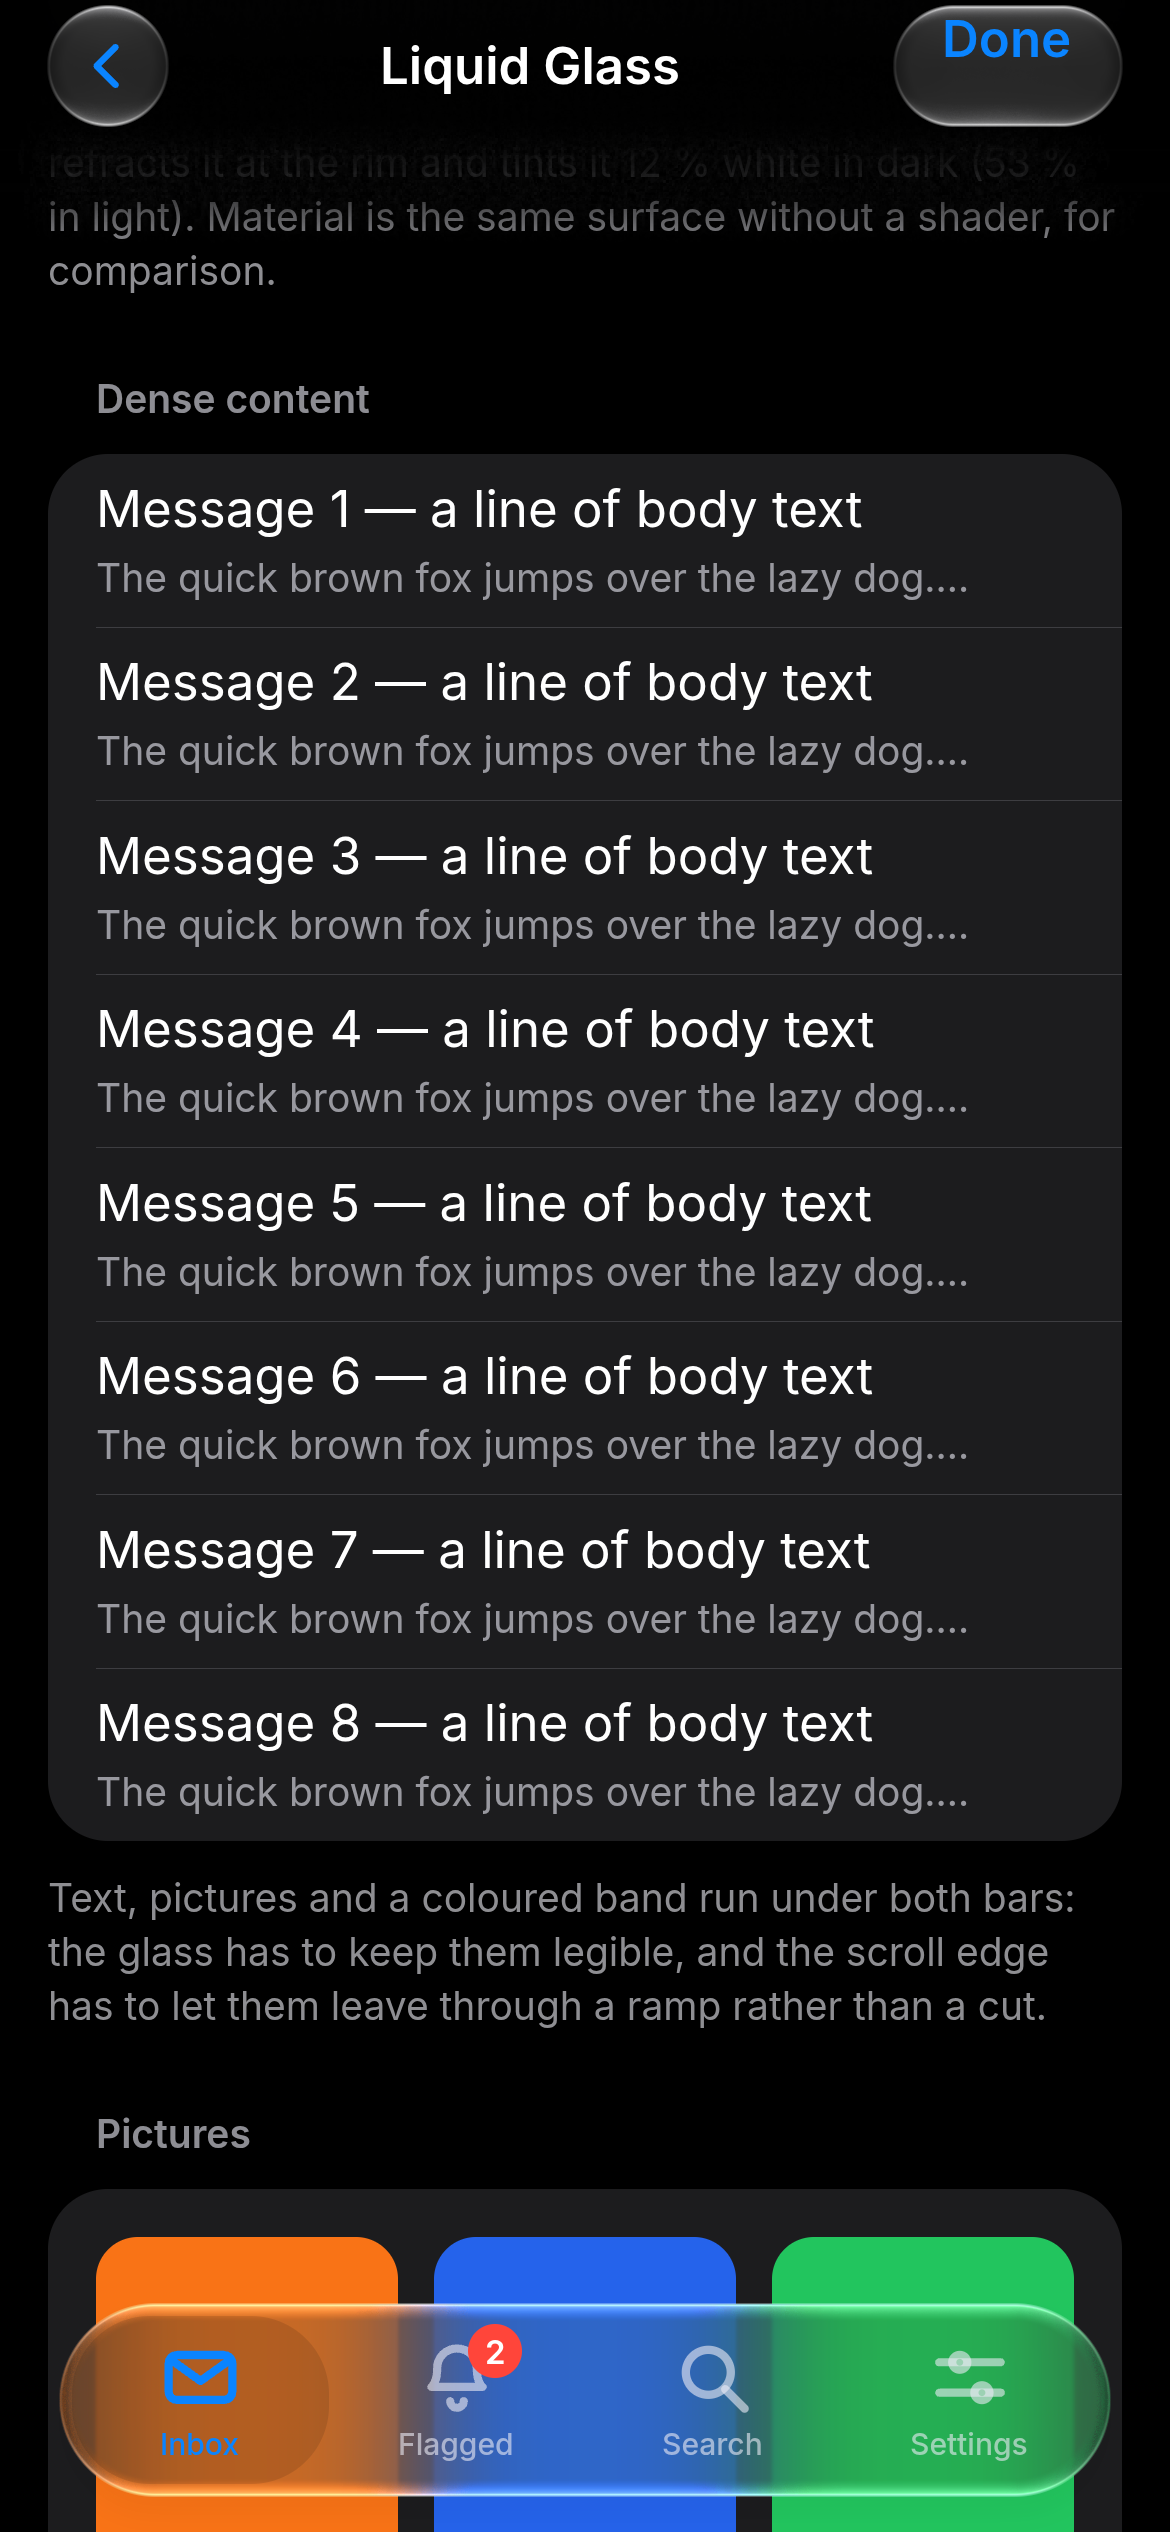 Liquid Glass
Done
refracts it at the rim and tints it 12 % white in dark (53 %
in light). Material is the same surface without a shader, for
comparison.
Dense content
Message 1 — a line of body text
The quick brown fox jumps over the lazy dog....
Message 2 — a line of body text
The quick brown fox jumps over the lazy dog....
Message 3 — a line of body text
The quick brown fox jumps over the lazy dog....
Message 4 — a line of body text
The quick brown fox jumps over the lazy dog....
Message 5 — a line of body text
The quick brown fox jumps over the lazy dog....
Message 6 — a line of body text
The quick brown fox jumps over the lazy dog....
Message 7 — a line of body text
The quick brown fox jumps over the lazy dog....
Message 8 — a line of body text
The quick brown fox jumps over the lazy dog....
Text, pictures and a coloured band run under both bars:
the glass has to keep them legible, and the scroll edge
has to let them leave through a ramp rather than a cut.
Pictures
2
Inbox
Flagged
Search
Settings